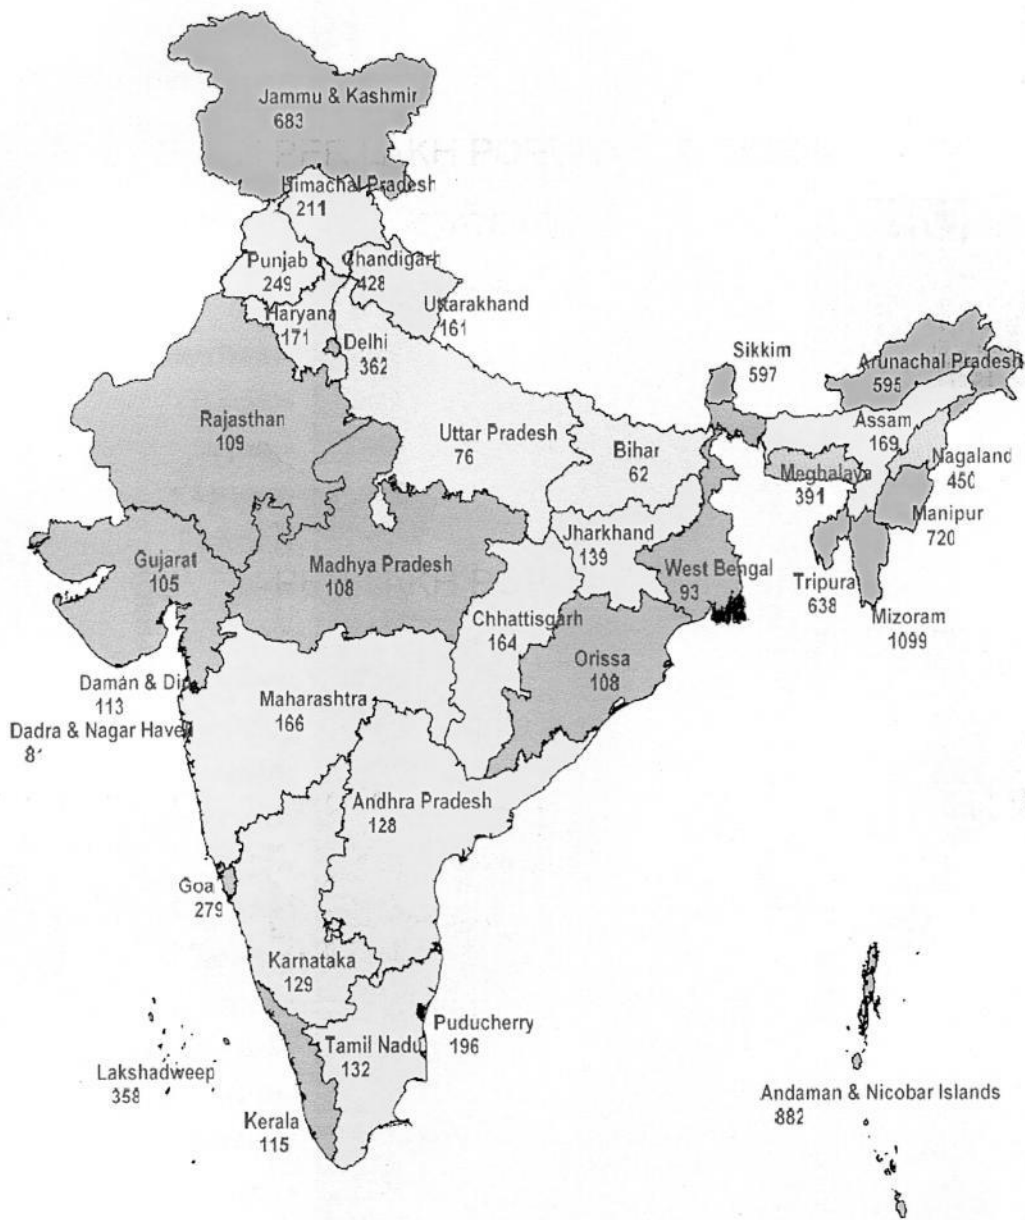 Jammu & Kashmir
683
Himachal Pradesh
211
Punjab
249
Chandigarh
428
Uttarakhand
161
Haryana
171
Delhi
362
Sikkim
597
Arunachal Pradesh
595
Rajasthan
109
Uttar Pradesh
76
Bihar
62
Assam
169
Nagaland
450
Meghalaya
391
Manipur
720
Gujarat
105
Madhya Pradesh
108
Jharkhand
139
West Bengal
93
Tripura
638
Mizoram
1099
Chhattisgarh
164
Orissa
108
Daman & Diu
113
Maharashtra
166
Dadra & Nagar Haveli
Andhra Pradesh
128
Goa
279
Karnataka
129
Puducherry
196
Tamil Nadu
132
Lakshadweep
358
Kerala
115
Andaman & Nicobar Islands
882